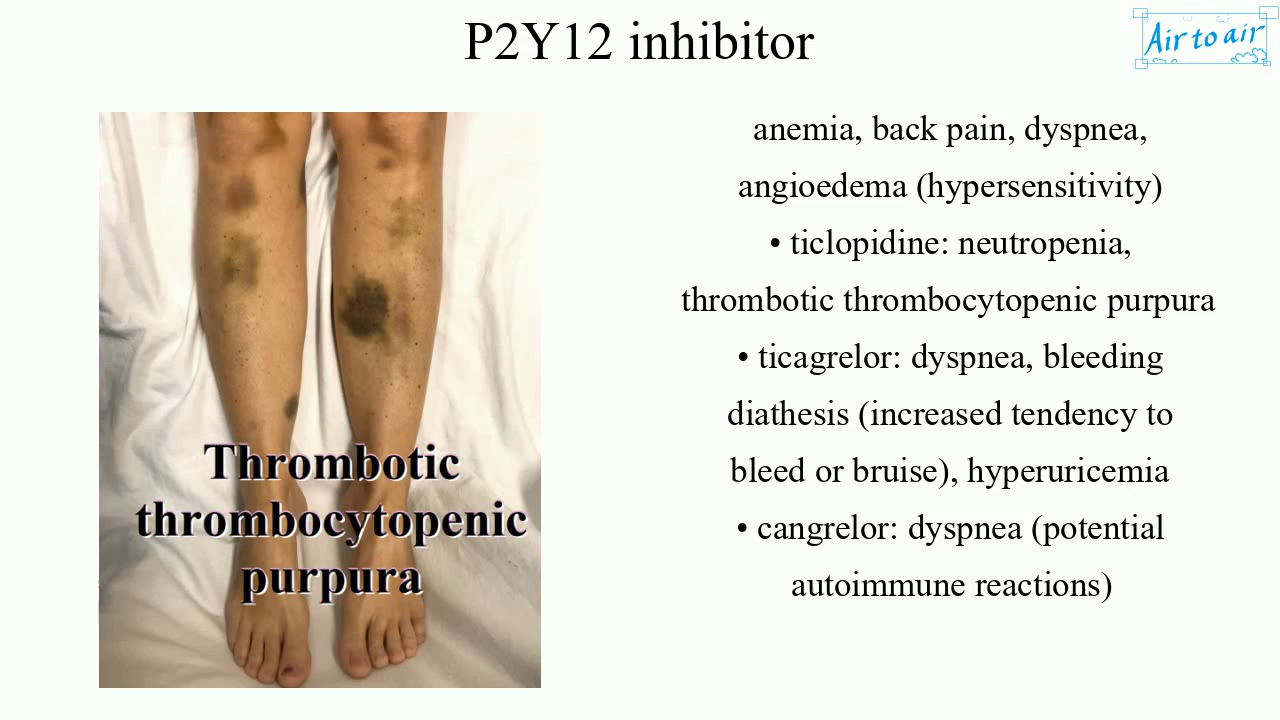 P2Y12 inhibitor
Air to air
anemia, back pain, dyspnea,
angioedema (hypersensitivity)
• ticlopidine: neutropenia,
thrombotic thrombocytopenic purpura
• ticagrelor: dyspnea, bleeding
diathesis (increased tendency to
bleed or bruise), hyperuricemia
• cangrelor: dyspnea (potential
autoimmune reactions)
Thrombotic
thrombocytopenic
purpura